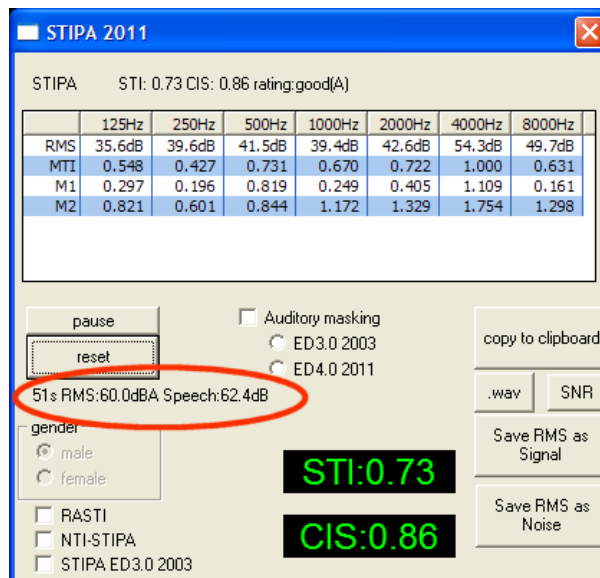 STIPA 2011
STIPA STI: 0.73 CIS: 0.86 rating:good(A)
125Hz 250Hz 500Hz 1000Hz 2000Hz 4000Hz 8000Hz
RMS 35.6dB 39.6dB 41.5dB 39.4dB 42.6dB 54.3dB 49.7dB
MTI 0.548 0.427 0.731 0.670 0.722 1.000 0.631
M1 0.297 0.196 0.819 0.249 0.405 1.109 0.161
M2 0.821 0.601 0.844 1.172 1.329 1.754 1.298
pause
reset
51s RMS:60.0dBA Speech:62.4dB
Auditory masking
ED3.0 2003
ED4.0 2011
copy to clipboard
.wav SNR
Save RMS as
Signal
Save RMS as
Noise
gender
male
female
RASTI
NTI-STIPA
STIPA ED3.0 2003
STI:0.73
CIS:0.86